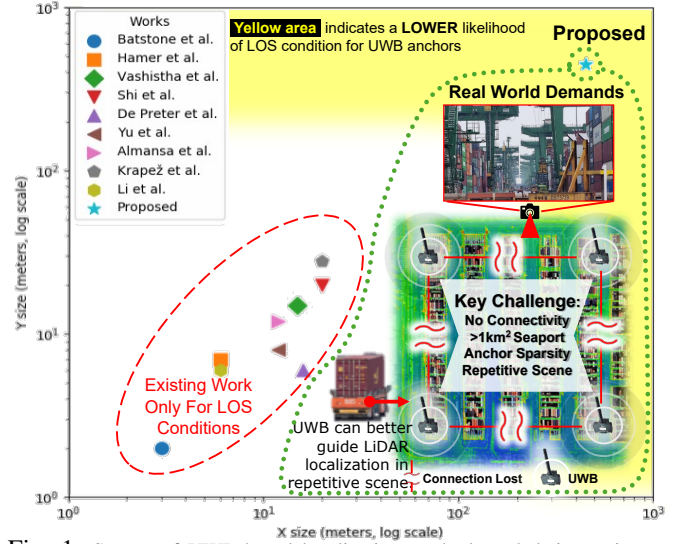 10³
10²
10¹
10⁰
Y size (meters, log scale)
Works
Batstone et al.
Hamer et al.
Vashistha et al.
Shi et al.
De Preter et al.
Yu et al.
Almansa et al.
Krapež et al.
Li et al.
Proposed
Yellow area indicates a LOWER likelihood
of LOS condition for UWB anchors
Proposed
Real World Demands
Key Challenge:
No Connectivity
>1km² Seaport
Anchor Sparsity
Repetitive Scene
Existing Work
Only For LOS
Conditions
UWB can better
guide LiDAR
localization in
repetitive scene
Connection Lost
UWB
10⁰
10¹
10²
10³
X size (meters, log scale)